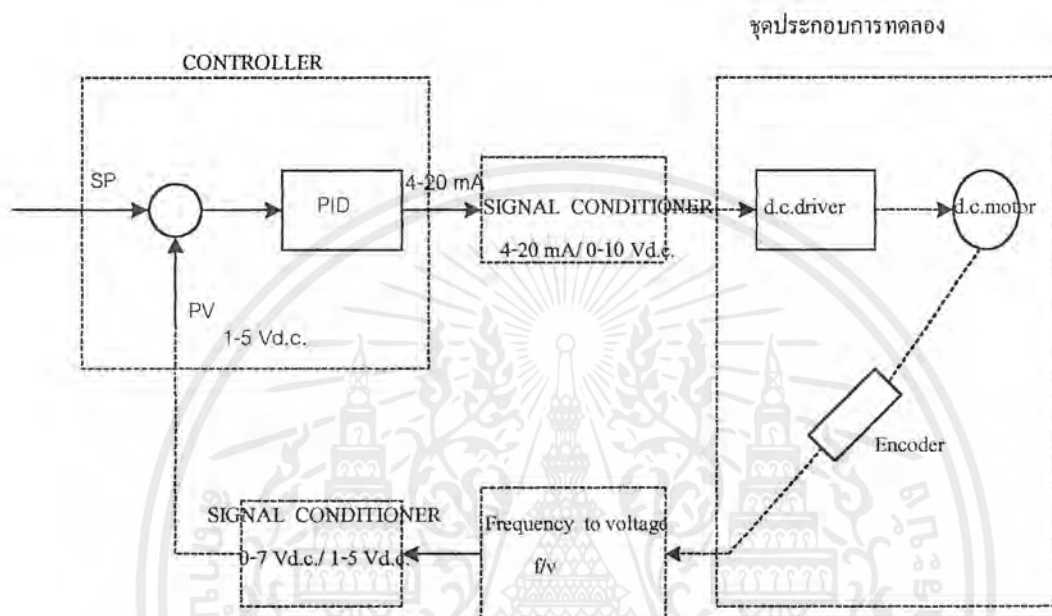 ชุดประกอบการทดลอง
CONTROLLER
SP
PID
4-20 mA
SIGNAL CONDITIONER
4-20 mA/ 0-10 Vd.c.
d.c.driver
d.c.motor
PV
1-5 Vd.c.
Encoder
SIGNAL CONDITIONER
0-7 Vd.c./ 1-5 Vd.c.
Frequency to voltage
f/v